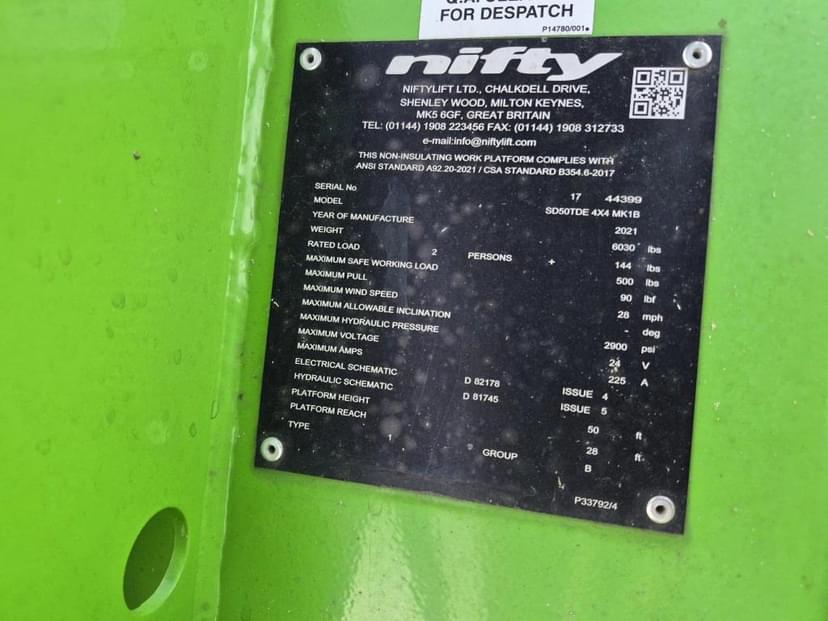 FOR DESPATCH
P14780/001
nifty
NIFTYLIFT LTD., CHALKDELL DRIVE,
SHENLEY WOOD, MILTON KEYNES,
MK5 6GF, GREAT BRITAIN
TEL: (01144) 1908 223456 FAX: (01144) 1908 312733
e-mail:info@niftylift.com
THIS NON-INSULATING WORK PLATFORM COMPLIES WITH
ANSI STANDARD A92.20-2021 / CSA STANDARD B354.6-2017
SERIAL No 17 44399
MODEL SD50TDE 4X4 MK1B
YEAR OF MANUFACTURE 2021
WEIGHT 6030 lbs
RATED LOAD 2 PERSONS + 144 lbs
MAXIMUM SAFE WORKING LOAD 500 lbs
MAXIMUM PULL 90 lbf
MAXIMUM WIND SPEED 28 mph
MAXIMUM ALLOWABLE INCLINATION - deg
MAXIMUM HYDRAULIC PRESSURE 2900 psi
MAXIMUM VOLTAGE 24 V
MAXIMUM AMPS 225 A
ELECTRICAL SCHEMATIC D 82178 ISSUE 4
HYDRAULIC SCHEMATIC D 81745 ISSUE 5
PLATFORM HEIGHT 50 ft
PLATFORM REACH 28 ft
TYPE 1 GROUP B
P33792/4